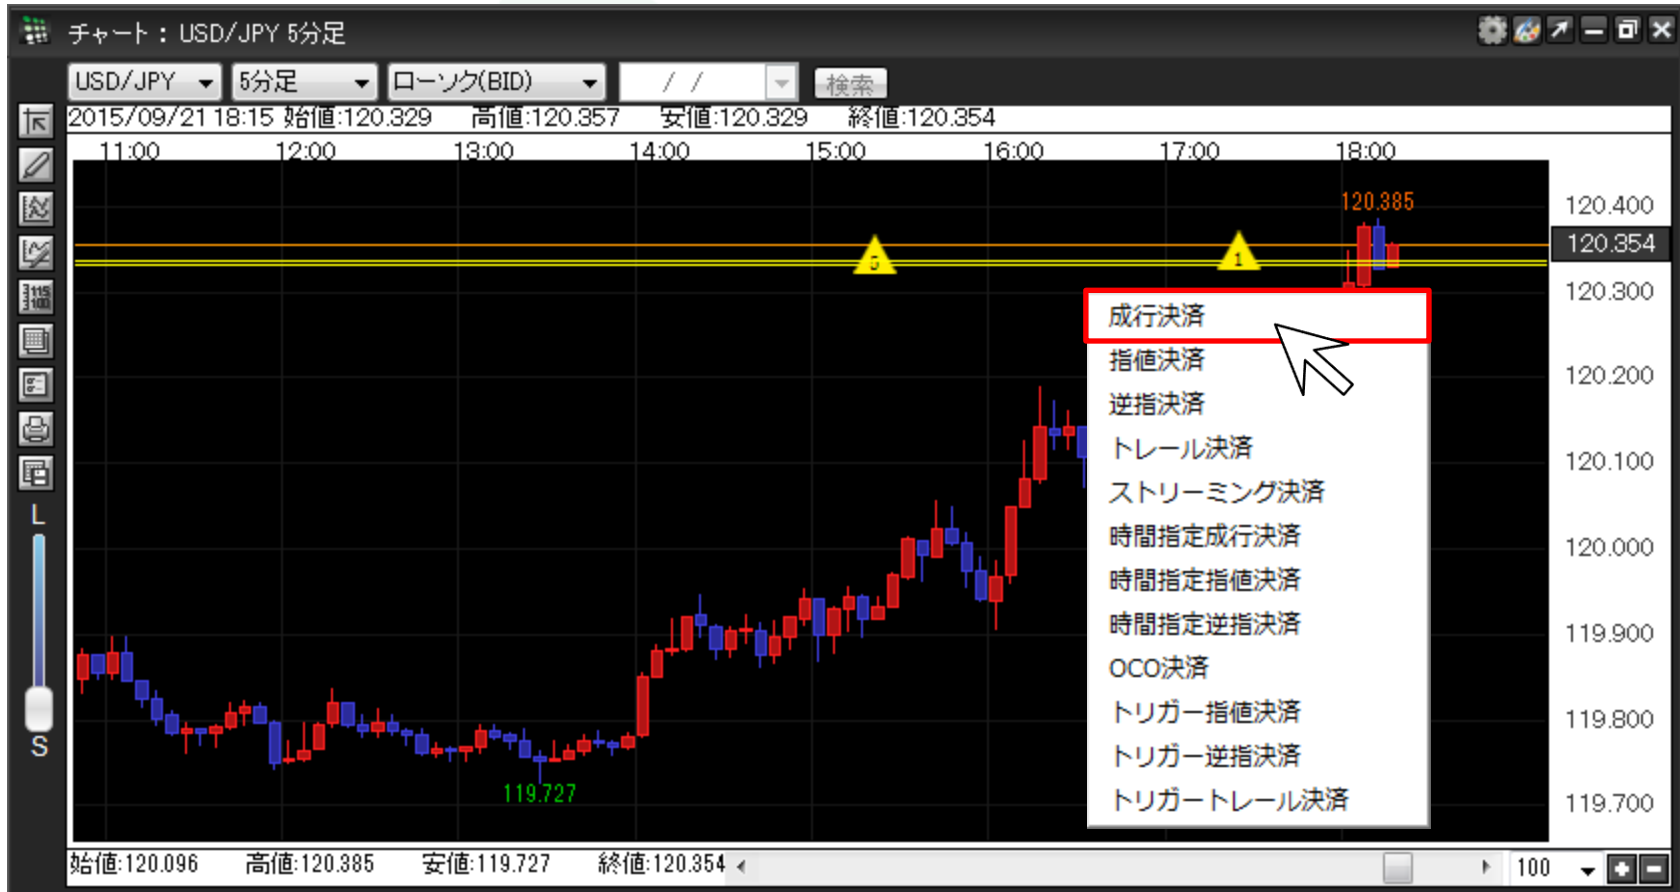 チャート：USD/JPY 5分足
USD/JPY 5分足 ローソク(BID) / / 検索
2015/09/21 18:15 始値:120.329 高値:120.357 安値:120.329 終値:120.354
11:00 12:00 13:00 14:00 15:00 16:00 17:00 18:00
120.385
120.400
120.354
5 1
120.300
成行決済
指値決済
120.200
逆指決済
トレール決済
120.100
ストリーミング決済
115
100
L
時間指定成行決済
120.000
時間指定指値決済
時間指定逆指決済
119.900
OCO決済
トリガー指値決済
119.800
S
トリガー逆指決済
119.727
トリガートレール決済
119.700
始値:120.096 高値:120.385 安値:119.727 終値:120.354 100